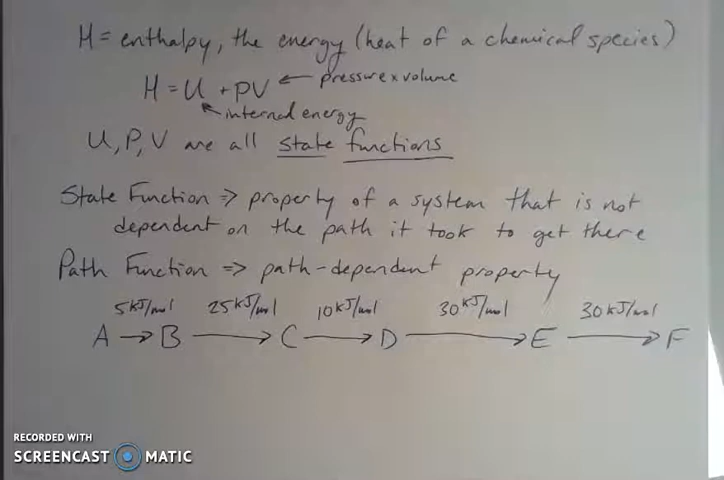 H = enthalpy, the energy (heat of a chemical species)
H = U + PV ← pressure x volume
internal energy
U, P, V are all state functions
State Function => property of a system that is not
dependent on the path it took to get there
Path Function => path-dependent property
5kJ/mol 25kJ/mol 10kJ/mol 30kJ/mol 30kJ/mol
A → B → C → D → E → F
RECORDED WITH
SCREENCAST MATIC